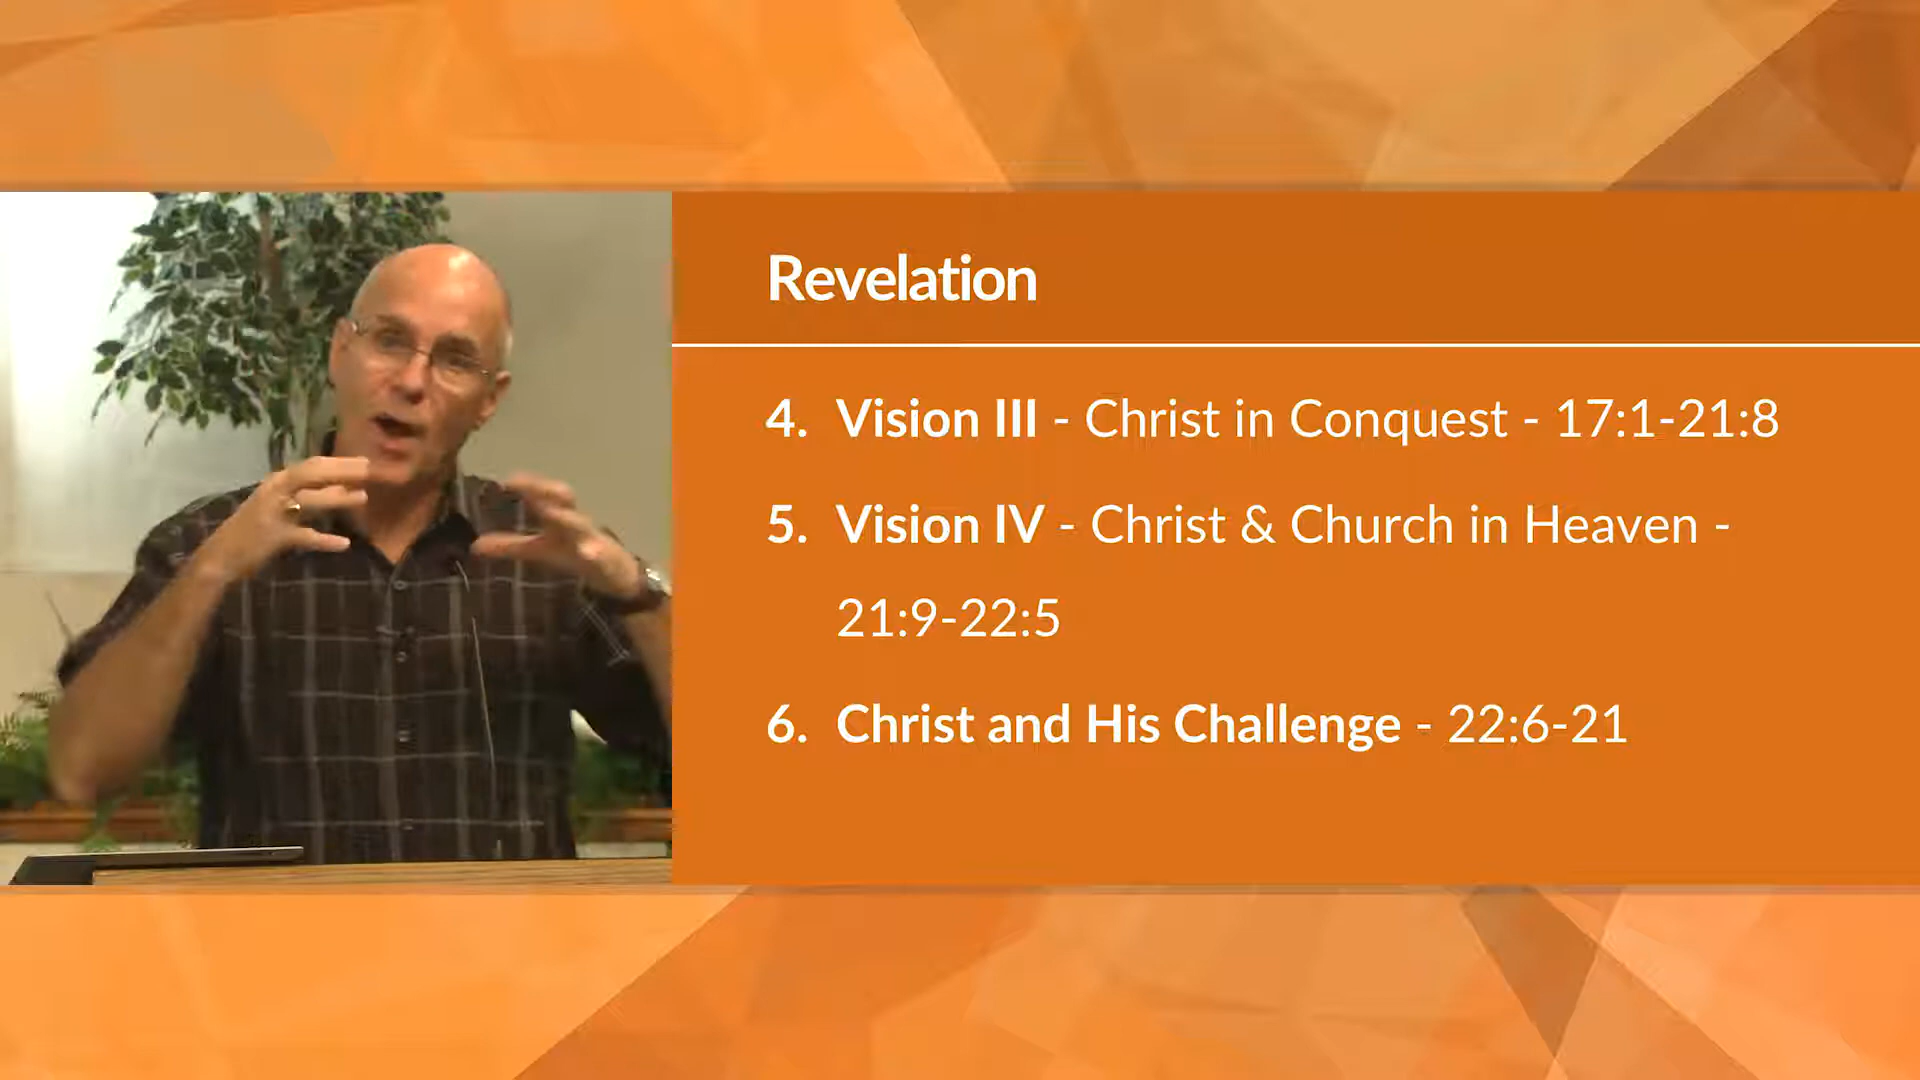 Revelation
4. Vision III - Christ in Conquest - 17:1-21:8
5. Vision IV - Christ & Church in Heaven -
21:9-22:5
6. Christ and His Challenge - 22:6-21